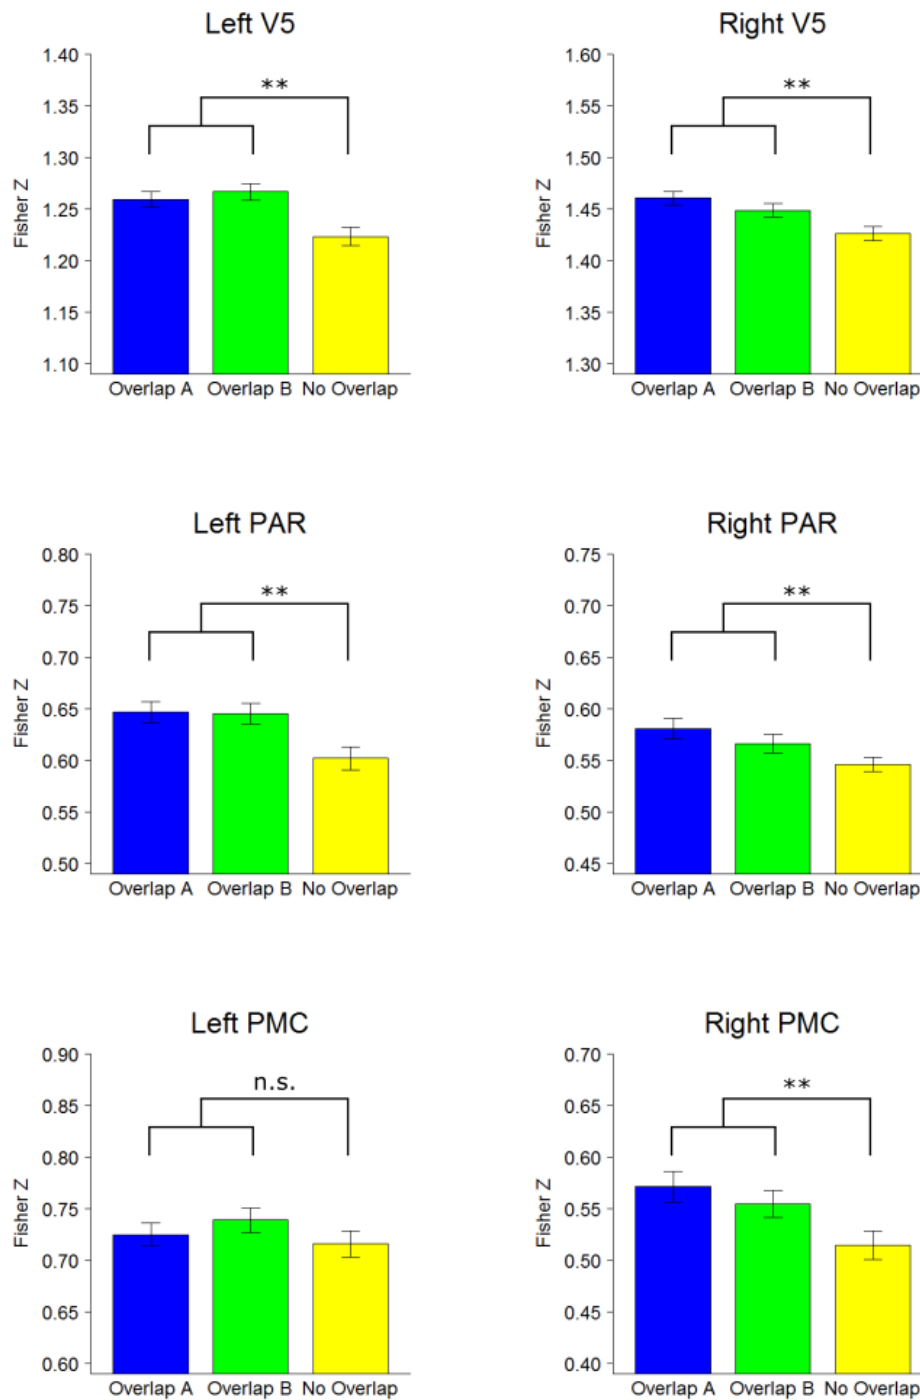 Left V5
Right V5
1.40
1.35
1.30
1.25
1.20
1.15
1.10
Fisher Z
**
Overlap A Overlap B No Overlap
1.60
1.55
1.50
1.45
1.40
1.35
1.30
Fisher Z
**
Overlap A Overlap B No Overlap
Left PAR
Right PAR
0.80
0.75
0.70
0.65
0.60
0.55
0.50
Fisher Z
**
Overlap A Overlap B No Overlap
0.75
0.70
0.65
0.60
0.55
0.50
0.45
Fisher Z
**
Overlap A Overlap B No Overlap
Left PMC
Right PMC
0.90
0.85
0.80
0.75
0.70
0.65
0.60
Fisher Z
n.s.
Overlap A Overlap B No Overlap
0.70
0.65
0.60
0.55
0.50
0.45
0.40
Fisher Z
**
Overlap A Overlap B No Overlap